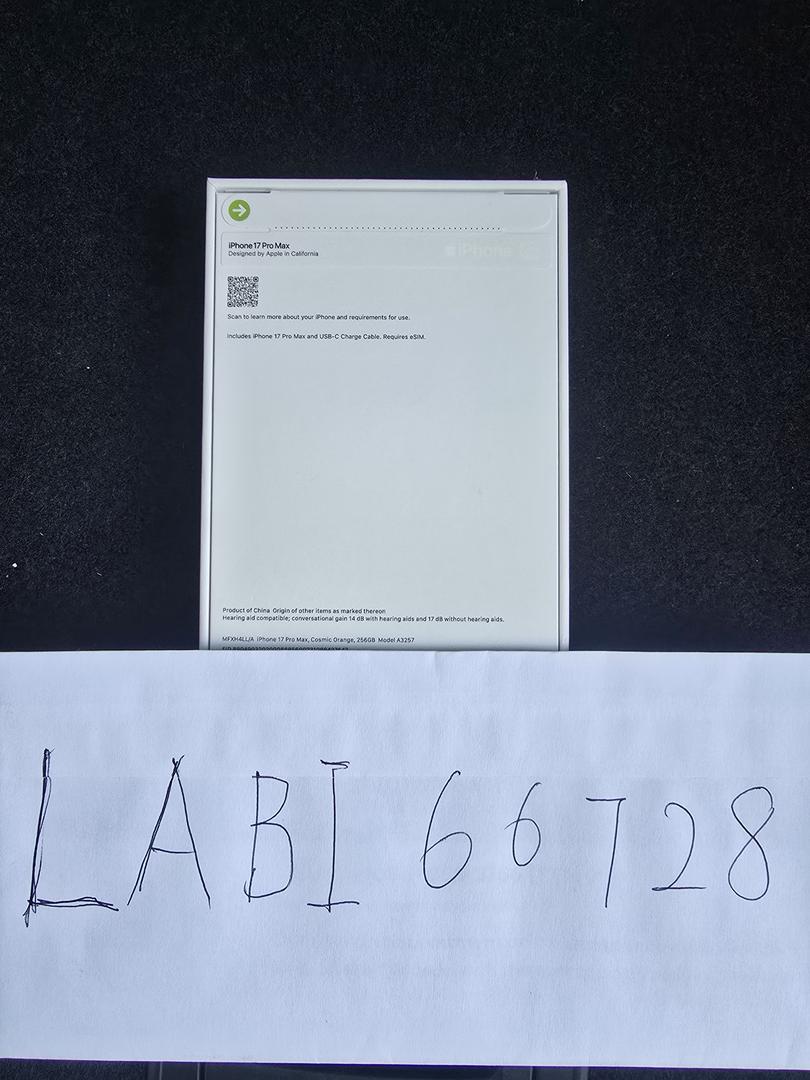 iPhone 17 Pro Max
Designed by Apple in California
iPhone
Scan to learn more about your iPhone and requirements for use.
Includes iPhone 17 Pro Max and USB-C Charge Cable. Requires eSIM.
Product of China Origin of other items as marked thereon
Hearing aid compatible; conversational gain 14 dB with hearing aids and 17 dB without hearing aids.
MFXH4LL/A iPhone 17 Pro Max, Cosmic Orange, 256GB Model A3257
LABI 66728